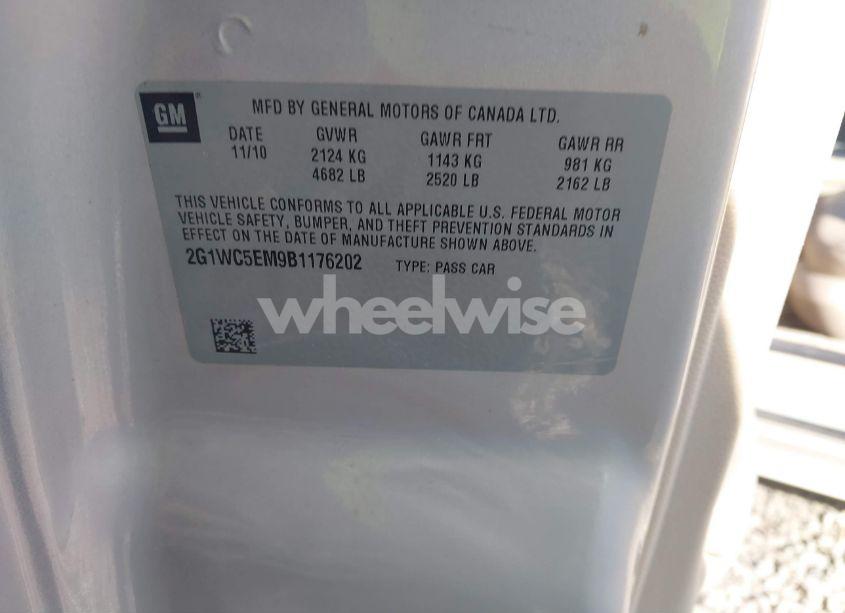 GM
MFD BY GENERAL MOTORS OF CANADA LTD.
DATE GVWR GAWR FRT GAWR RR
11/10 2124 KG 1143 KG 981 KG
4682 LB 2520 LB 2162 LB
THIS VEHICLE CONFORMS TO ALL APPLICABLE U.S. FEDERAL MOTOR
VEHICLE SAFETY, BUMPER, AND THEFT PREVENTION STANDARDS IN
EFFECT ON THE DATE OF MANUFACTURE SHOWN ABOVE.
2G1WC5EM9B1176202 TYPE: PASS CAR
wheelwise